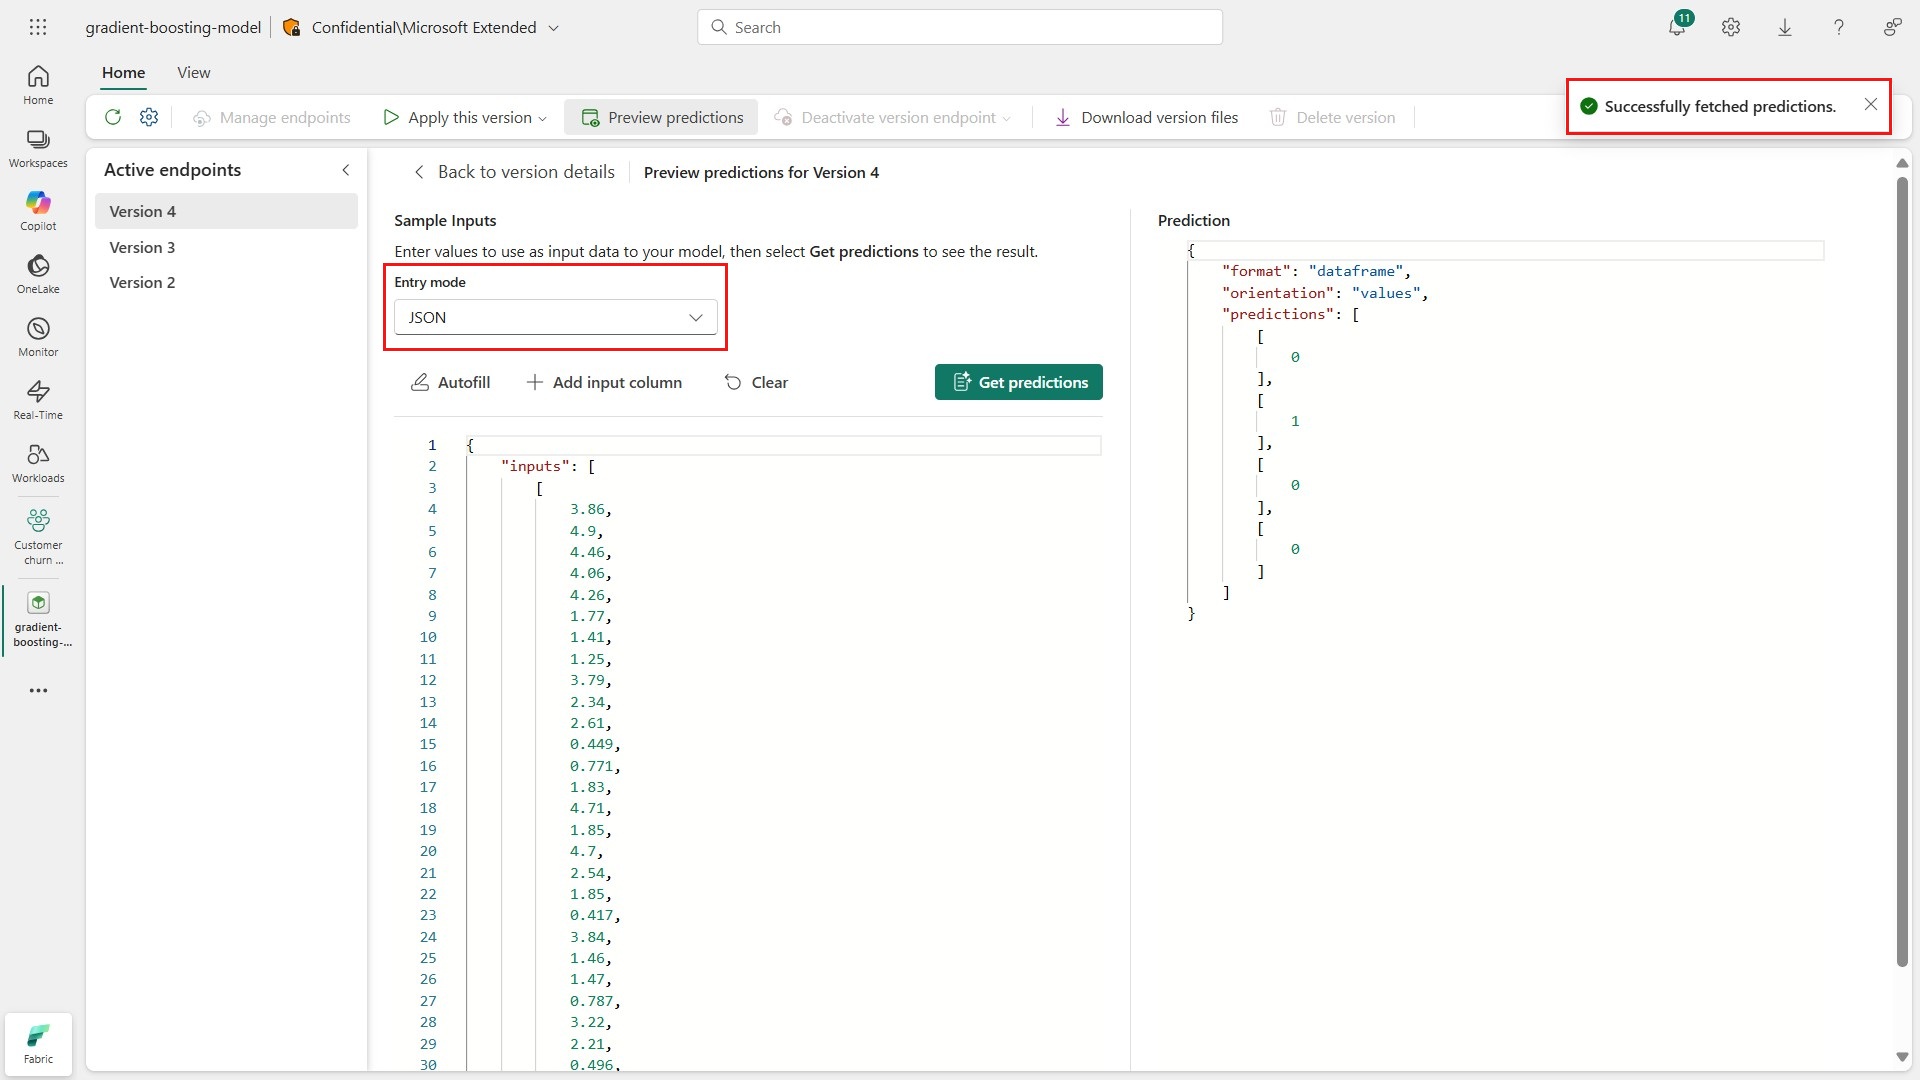 gradient-boosting-model
Confidential\Microsoft Extended
Search
11
Home
View
Manage endpoints
Apply this version
Preview predictions
Deactivate version endpoint
Download version files
Delete version
Successfully fetched predictions.
Home
Workspaces
Copilot
OneLake
Monitor
Real-Time
Workloads
Customer
churn ...
gradient-
boosting-...
Fabric
Active endpoints
Version 4
Version 3
Version 2
Back to version details
Preview predictions for Version 4
Sample Inputs
Enter values to use as input data to your model, then select Get predictions to see the result.
Entry mode
JSON
Autofill
Add input column
Clear
Get predictions
1 {
2 "inputs": [
3 [
4 3.86,
5 4.9,
6 4.46,
7 4.06,
8 4.26,
9 1.77,
10 1.41,
11 1.25,
12 3.79,
13 2.34,
14 2.61,
15 0.449,
16 0.771,
17 1.83,
18 4.71,
19 1.85,
20 4.7,
21 2.54,
22 1.85,
23 0.417,
24 3.84,
25 1.46,
26 1.47,
27 0.787,
28 3.22,
29 2.21,
30 0.496,
Prediction
{
"format": "dataframe",
"orientation": "values",
"predictions": [
[
0
],
[
1
],
[
0
],
[
0
]
]
}